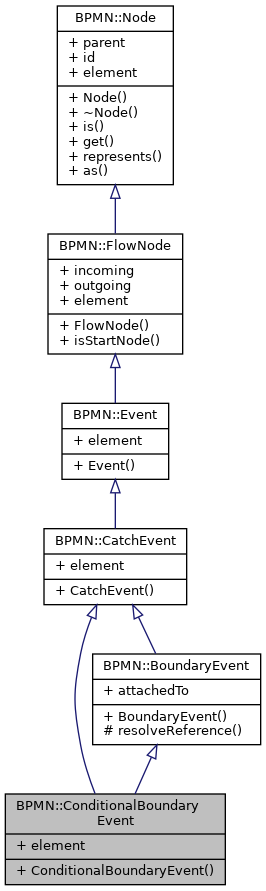 BPMN::Node
+ parent
+ id
+ element
+ Node()
+ ~Node()
+ is()
+ get()
+ represents()
+ as()
BPMN::FlowNode
+ incoming
+ outgoing
+ element
+ FlowNode()
+ isStartNode()
BPMN::Event
+ element
+ Event()
BPMN::CatchEvent
+ element
+ CatchEvent()
BPMN::BoundaryEvent
+ attachedTo
+ BoundaryEvent()
# resolveReference()
BPMN::ConditionalBoundary
Event
+ element
+ ConditionalBoundaryEvent()